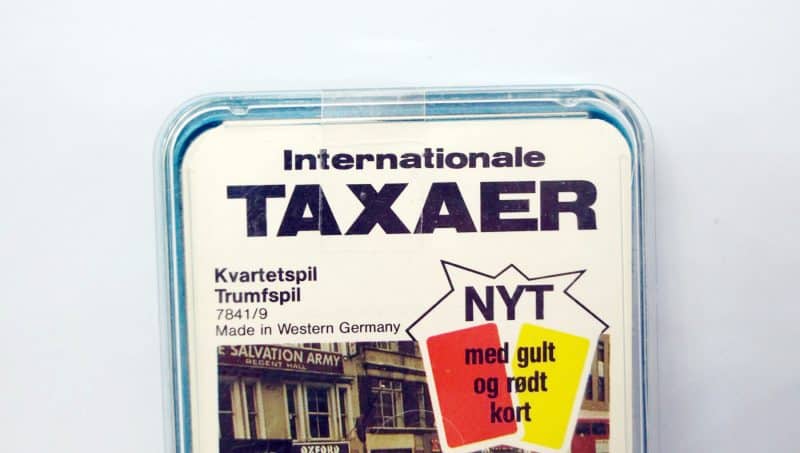 Internationale
TAXAER
Kvartetspil
Trumfspil
7841/9
Made in Western Germany
NYT
med gult
og rødt
kort
E SALVATION ARMY
REGENT HALL
OXFORD